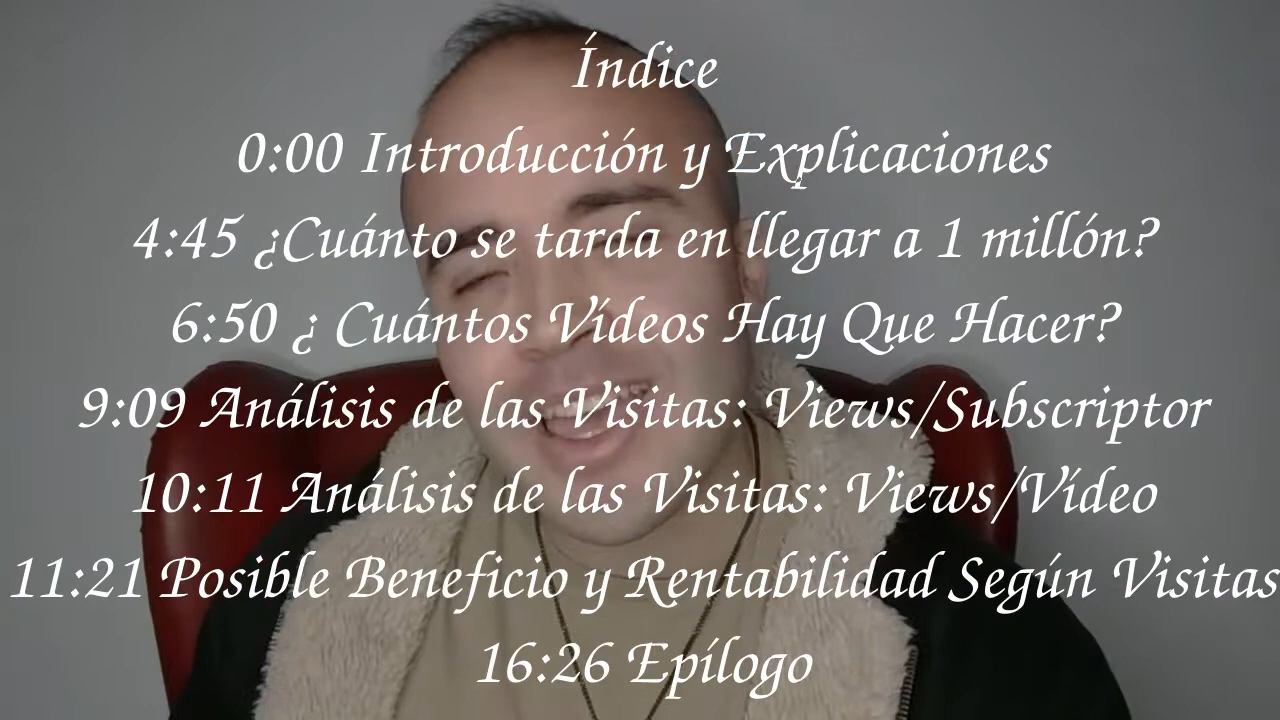 Índice
0:00 Introducción y Explicaciones
4:45 ¿Cuánto se tarda en llegar a 1 millón?
6:50 ¿ Cuántos Vídeos Hay Que Hacer?
9:09 Análisis de las Visitas: Views/Subscriptor
10:11 Análisis de las Visitas: Views/Vídeo
11:21 Posible Beneficio y Rentabilidad Según Visitas
16:26 Epílogo